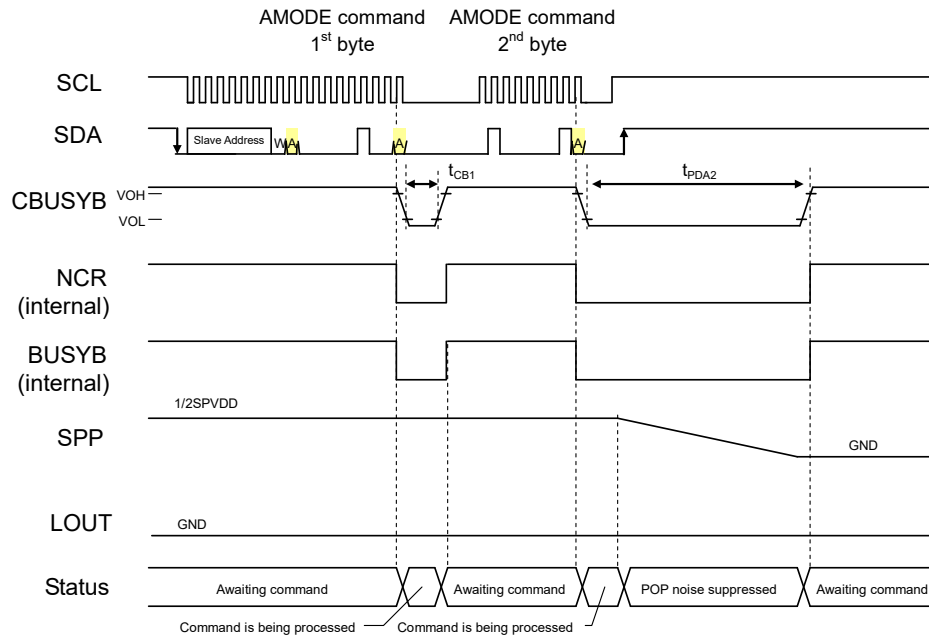 AMODE command
1st byte
AMODE command
2nd byte
SCL
SDA
Slave Address
W
A
A
A
tCB1
tPDA2
CBUSYB
VOH
VOL
NCR
(internal)
BUSYB
(internal)
1/2SPVDD
SPP
GND
LOUT
GND
Status
Awaiting command
Awaiting command
POP noise suppressed
Awaiting command
Command is being processed
Command is being processed